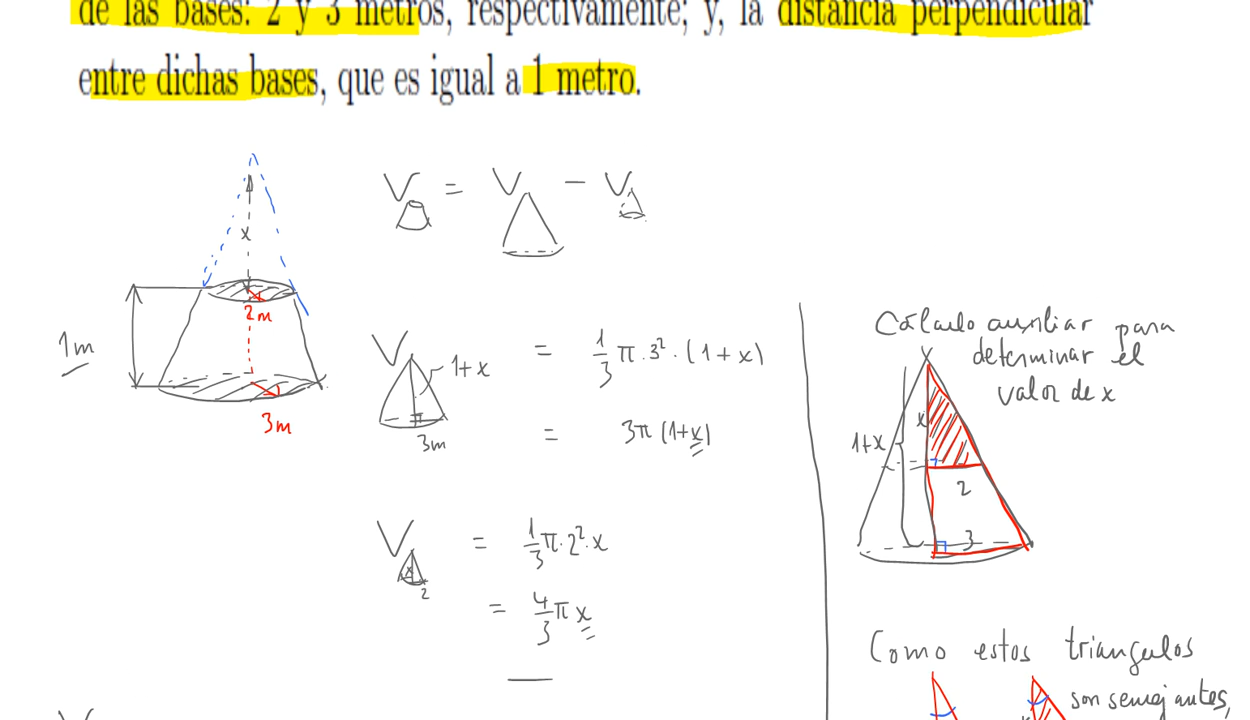 de las bases: 2 y 3 metros, respectivamente; y, la distancia perpendicular
entre dichas bases, que es igual a 1 metro.
V = V - V
x
2m
1m
3m
V = 1/3 π · 3² · (1 + x)
1+x
3m
= 3π (1+x)
V = 1/3 π · 2² · x
x
2
= 4/3 π x
V
Cálculo auxiliar para
determinar el
valor de x
x
1+x
2
3
Como estos triangulos
son semejantes,